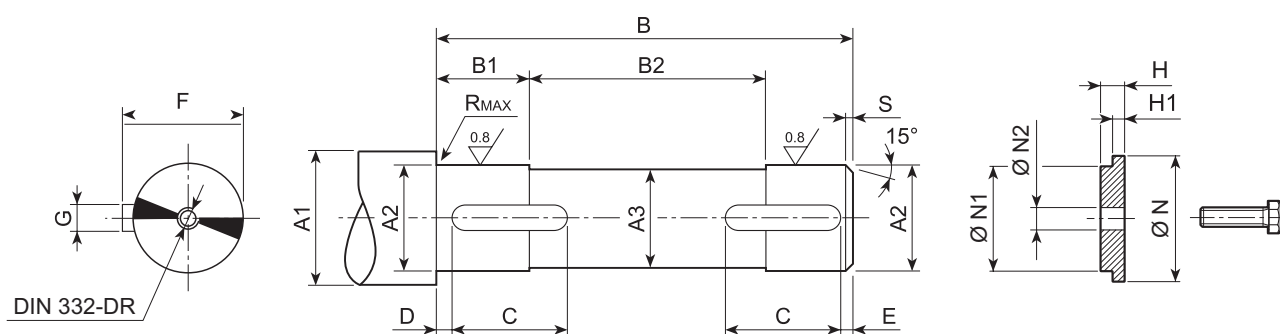 B
B1
B2
H
F
RMAX
S
H1
0.8
0.8
15°
Ø N2
G
A1
A2
A3
A2
Ø N1
Ø N
DIN 332-DR
D
C
C
E